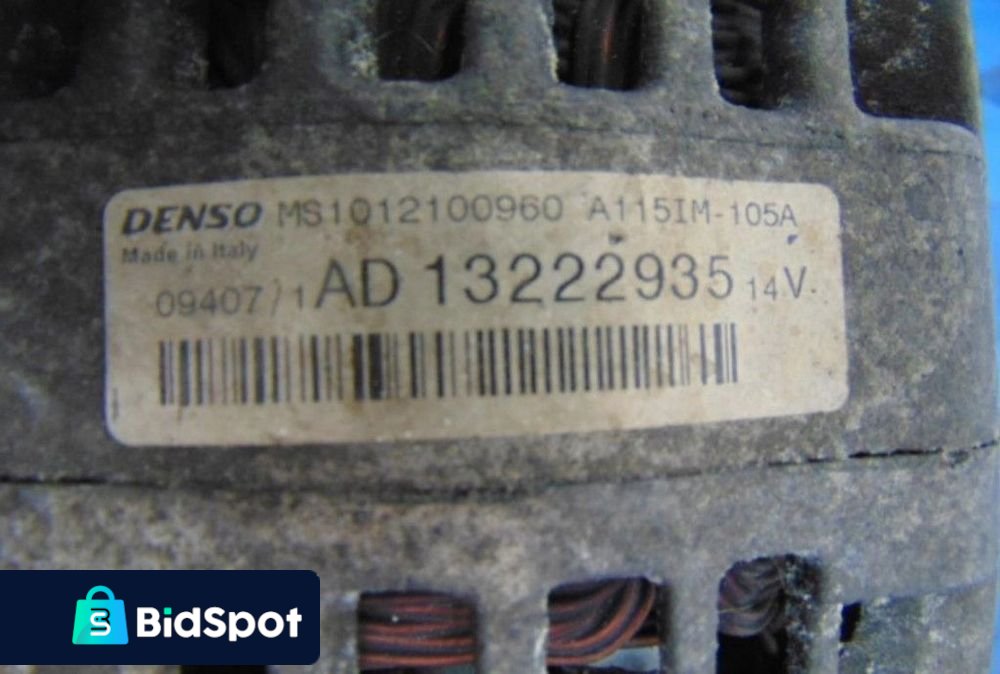 DENSO MS1012100960 A115IM-105A
Made in Italy
09407/1 AD 13222935 14V.
BidSpot